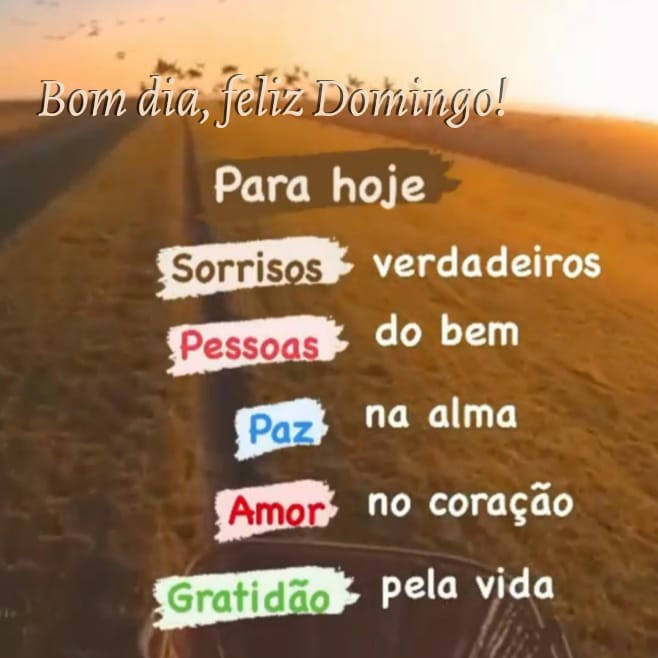 Bom dia, feliz Domingo!
Para hoje
Sorrisos verdadeiros
Pessoas do bem
Paz na alma
Amor no coração
Gratidão pela vida